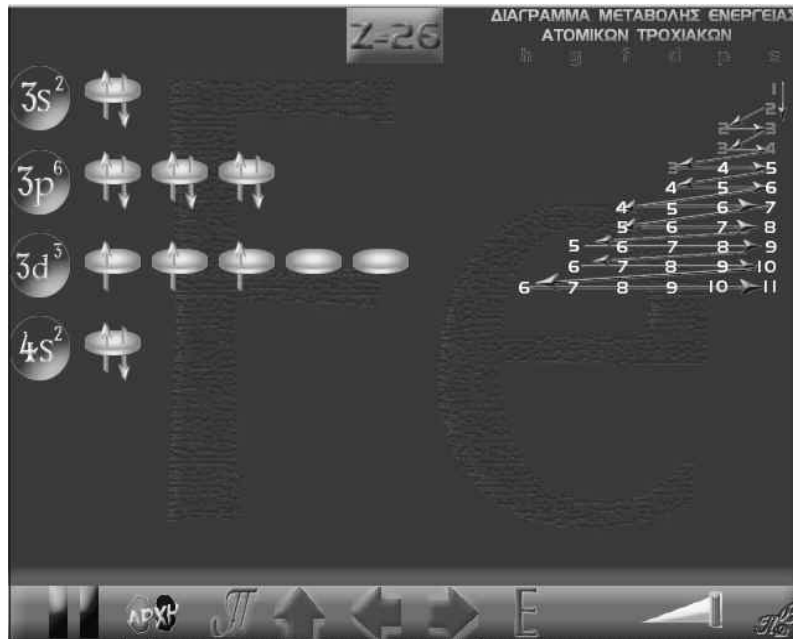 Z=26
ΔΙΑΓΡΑΜΜΑ ΜΕΤΑΒΟΛΗΣ ΕΝΕΡΓΕΙΑΣ
ΑΤΟΜΙΚΩΝ ΤΡΟΧΙΑΚΩΝ
h g f d p s
1
2
2 3
3 4
3 4 5
4 5 6
4 5 6 7
5 6 7 8
5 6 7 8 9
6 7 8 9 10
6 7 8 9 10 11
3s²
3p⁶
3d³
4s²
Fe
ΑΡΧΗ
Π
Ε